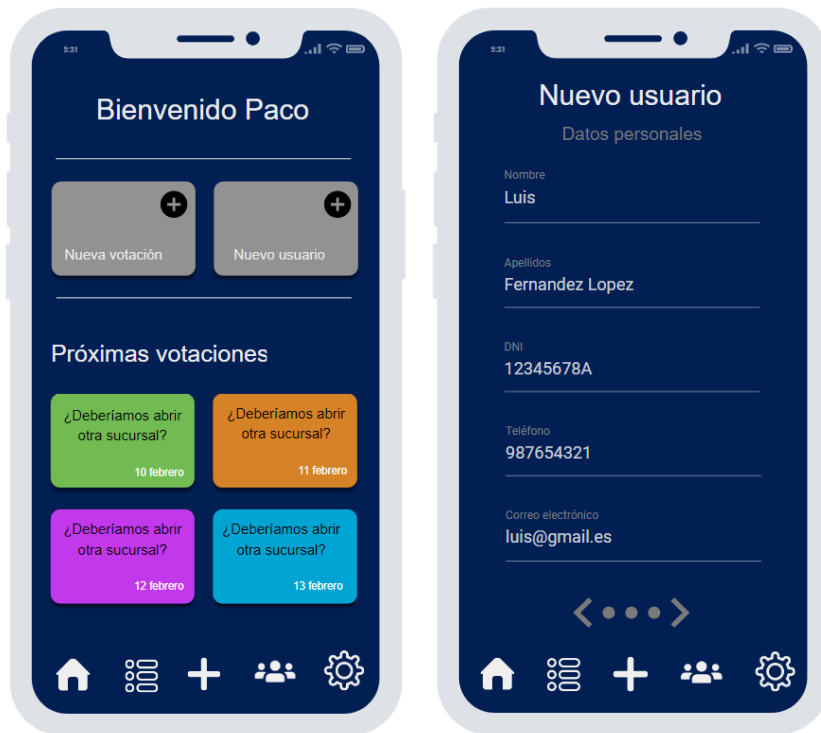 9:31
Bienvenido Paco
Nueva votación
Nuevo usuario
Próximas votaciones
¿Deberíamos abrir
otra sucursal?
10 febrero
¿Deberíamos abrir
otra sucursal?
11 febrero
¿Deberíamos abrir
otra sucursal?
12 febrero
¿Deberíamos abrir
otra sucursal?
13 febrero
9:31
Nuevo usuario
Datos personales
Nombre
Luis
Apellidos
Fernandez Lopez
DNI
12345678A
Teléfono
987654321
Correo electrónico
luis@gmail.es